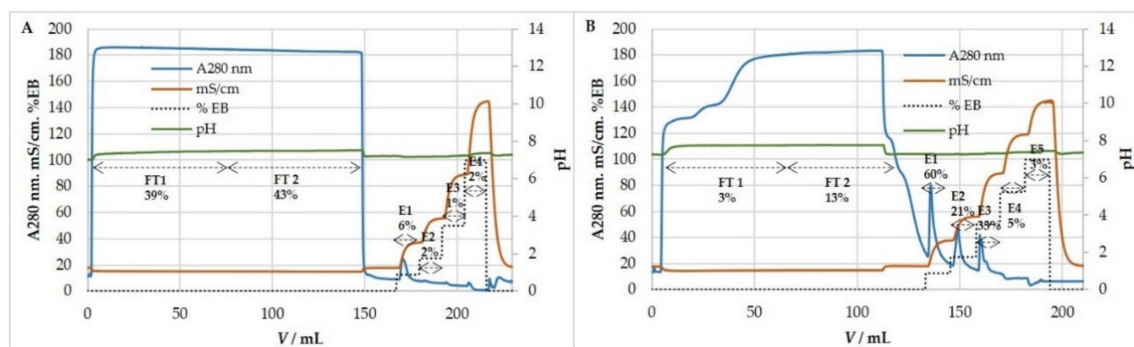 A
A280 nm. mS/cm. %EB
200
180
160
140
120
100
80
60
40
20
0
A280 nm
mS/cm
% EB
pH
FT1
39%
FT 2
43%
E1
6%
E2
2%
E3
1%
E4
2%
14
12
10
8
6
4
2
0
pH
0 50 100 150 200
V / mL
B
A280 nm. mS/cm. %EB
200
180
160
140
120
100
80
60
40
20
0
A280 nm
mS/cm
% EB
pH
FT 1
3%
FT 2
13%
E1
60%
E2
21%
E3
35%
E4
5%
E5
3%
14
12
10
8
6
4
2
0
pH
0 50 100 150 200
V / mL